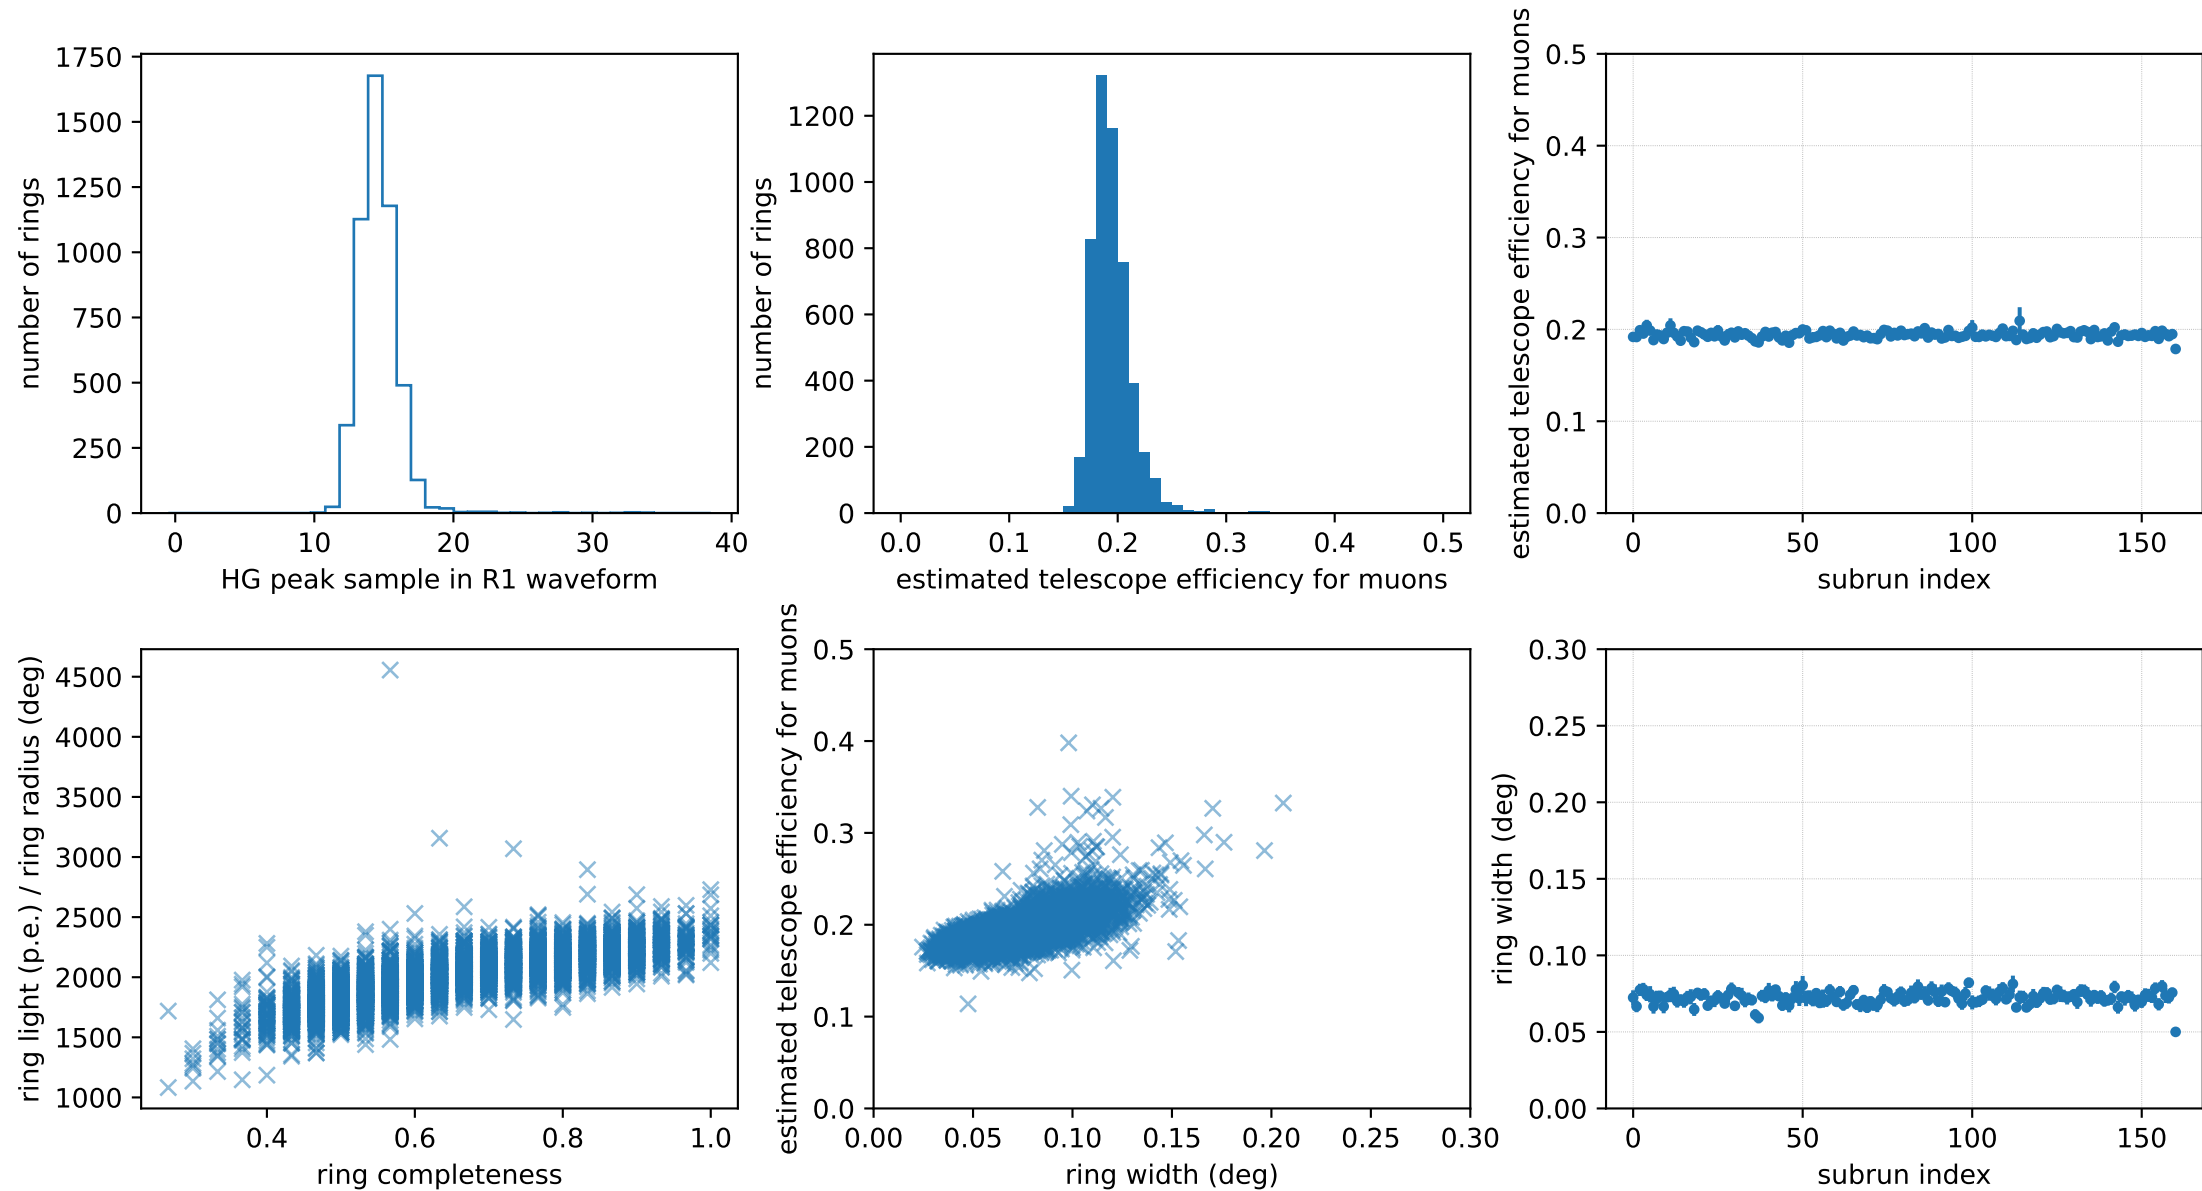 number of rings
1750
1500
1250
1000
750
500
250
0
0 10 20 30 40
HG peak sample in R1 waveform
number of rings
1200
1000
800
600
400
200
0
0.0 0.1 0.2 0.3 0.4 0.5
estimated telescope efficiency for muons
estimated telescope efficiency for muons
0.5
0.4
0.3
0.2
0.1
0.0
0 50 100 150
subrun index
ring light (p.e.) / ring radius (deg)
4500
4000
3500
3000
2500
2000
1500
1000
0.4 0.6 0.8 1.0
ring completeness
estimated telescope efficiency for muons
0.5
0.4
0.3
0.2
0.1
0.0
0.00 0.05 0.10 0.15 0.20 0.25 0.30
ring width (deg)
ring width (deg)
0.30
0.25
0.20
0.15
0.10
0.05
0.00
0 50 100 150
subrun index